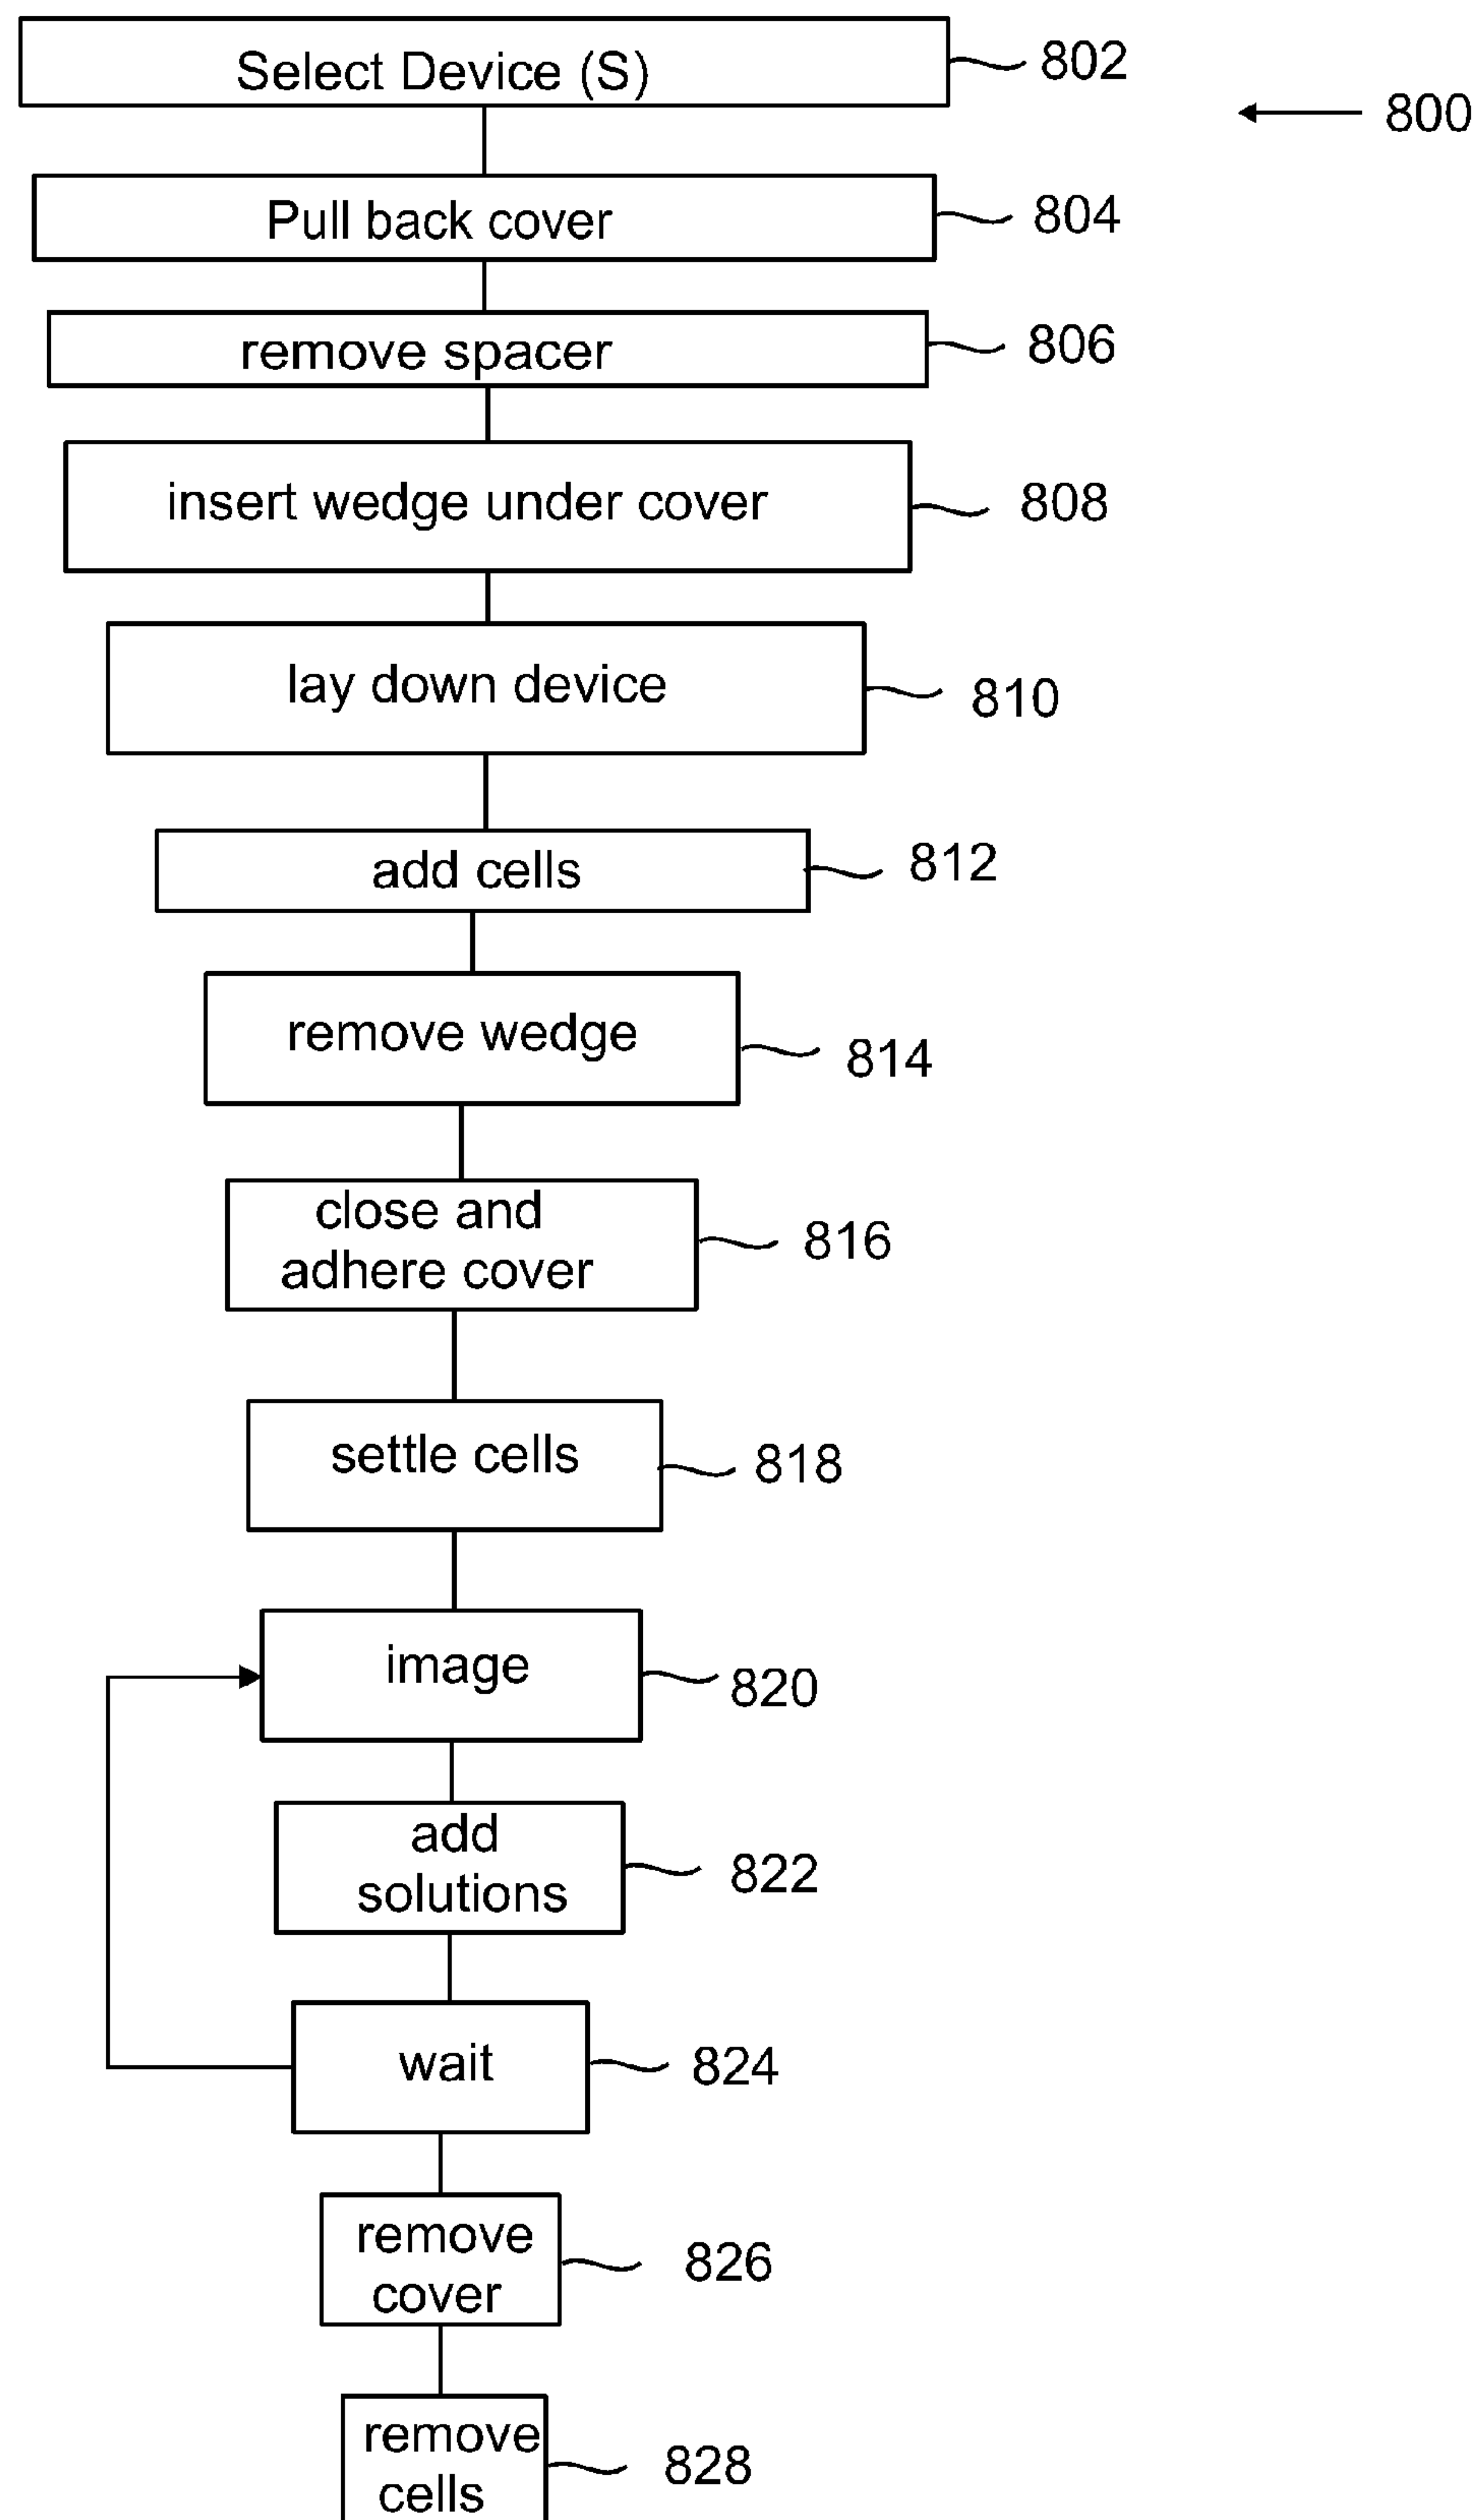 Select Device (S)
802
800
Pull back cover
804
remove spacer
806
insert wedge under cover
808
lay down device
810
add cells
812
remove wedge
814
close and
adhere cover
816
settle cells
818
image
820
add
solutions
822
wait
824
remove
cover
826
remove
cells
828